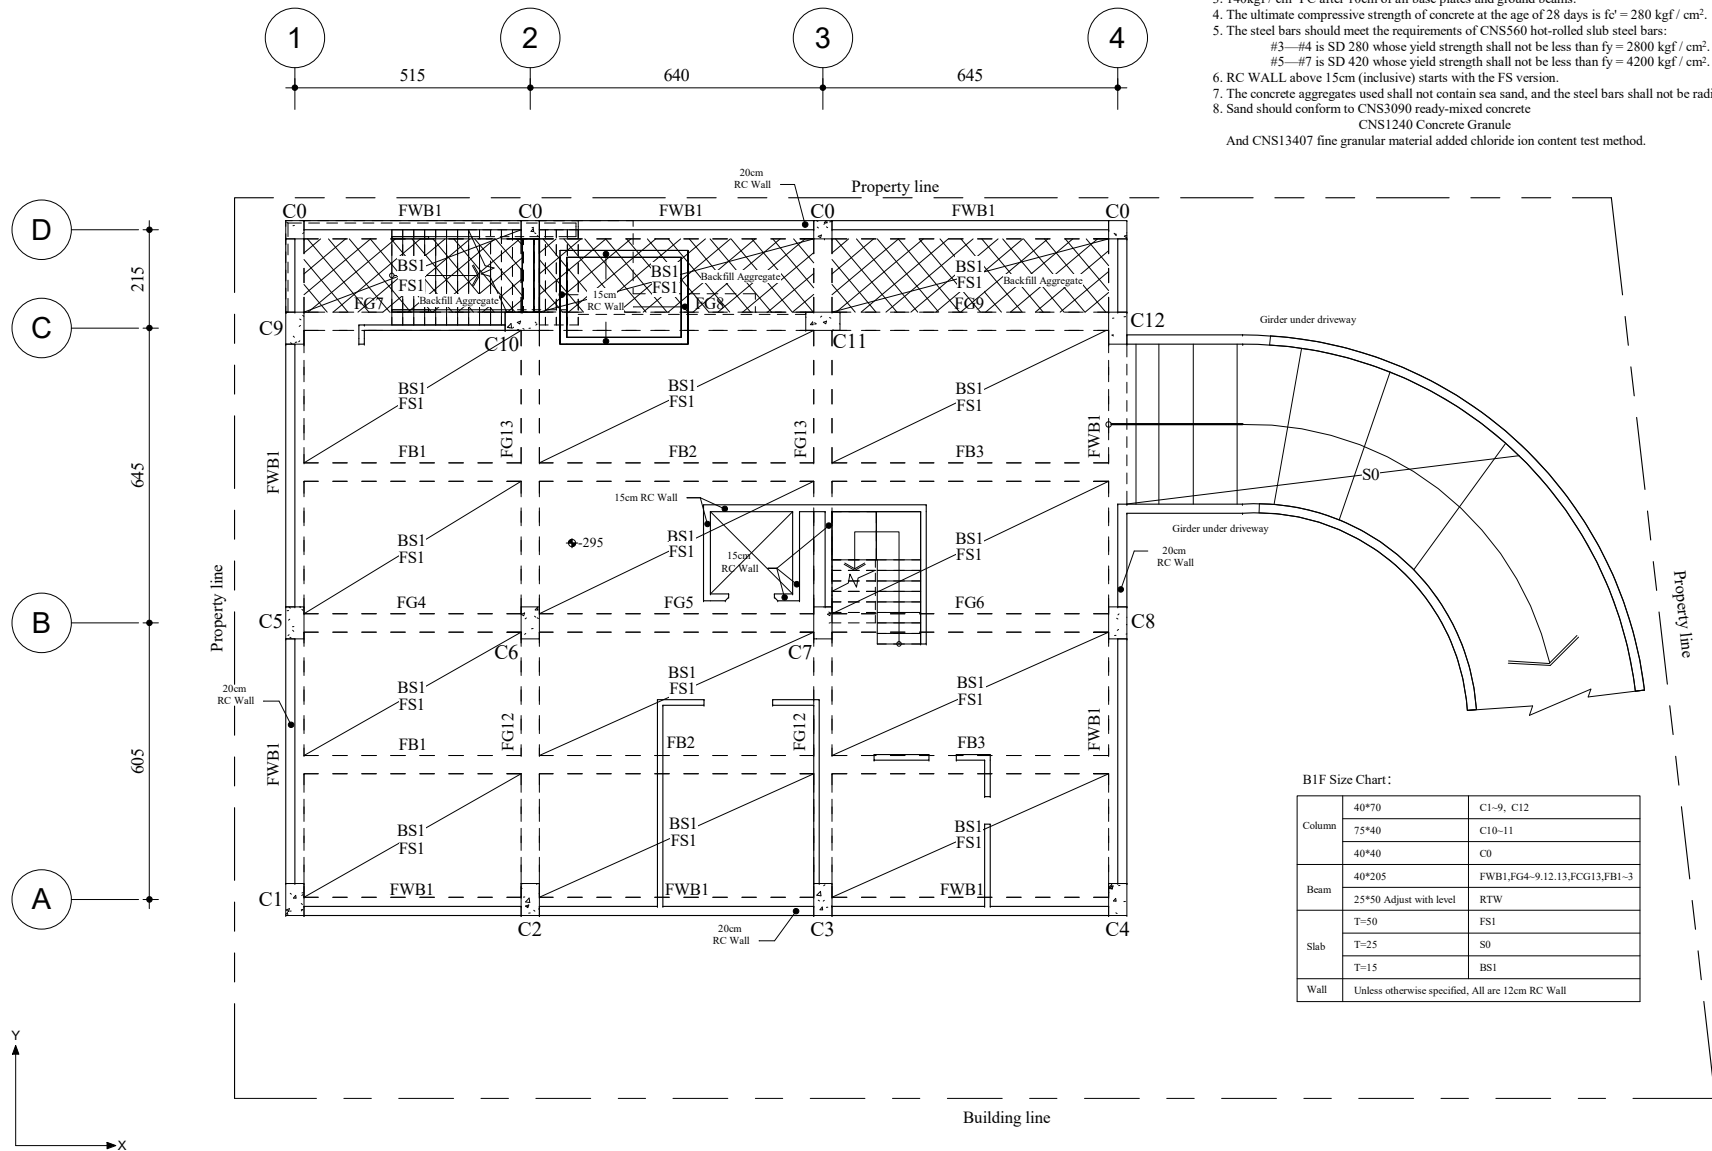 3. 140kgf / cm² PC after 10cm of all base plates and ground beams.
4. The ultimate compressive strength of concrete at the age of 28 days is fc' = 280 kgf / cm².
5. The steel bars should meet the requirements of CNS560 hot-rolled slub steel bars:
#3—#4 is SD 280 whose yield strength shall not be less than fy = 2800 kgf / cm².
#5—#7 is SD 420 whose yield strength shall not be less than fy = 4200 kgf / cm².
6. RC WALL above 15cm (inclusive) starts with the FS version.
7. The concrete aggregates used shall not contain sea sand, and the steel bars shall not be radi
8. Sand should conform to CNS3090 ready-mixed concrete
CNS1240 Concrete Granule
And CNS13407 fine granular material added chloride ion content test method.
1 2 3 4
515 640 645
20cm
RC Wall
Property line
D
C0 FWB1 C0 FWB1 C0 FWB1 C0
215
BS1 BS1 BS1
FS1 FS1 FS1
Backfill Aggregate Backfill Aggregate Backfill Aggregate
15cm
RC Wall
FG7 FG8 FG9
C
C9 C10 C11 C12
Girder under driveway
BS1 BS1 BS1
FS1 FS1 FS1
FWB1 FG13 FG13 FWB1
645
FB1 FB2 FB3
S0
15cm RC Wall
Girder under driveway
-295
BS1 BS1 BS1
FS1 FS1 FS1
15cm
RC Wall
20cm
RC Wall
Property line
Property line
FG4 FG5 FG6
B
C5 C6 C7 C8
20cm
RC Wall
BS1 BS1 BS1
FS1 FS1 FS1
FWB1 FG12 FG12 FWB1
605
FB1 FB2 FB3
BS1 BS1 BS1
FS1 FS1 FS1
A
C1 FWB1 FWB1 FWB1
C2 C3 C4
20cm
RC Wall
B1F Size Chart:
Column 40*70 C1~9, C12
75*40 C10~11
40*40 C0
Beam 40*205 FWB1,FG4~9.12.13,FCG13,FB1~3
25*50 Adjust with level RTW
Slab T=50 FS1
T=25 S0
T=15 BS1
Wall Unless otherwise specified, All are 12cm RC Wall
Y
X
Building line